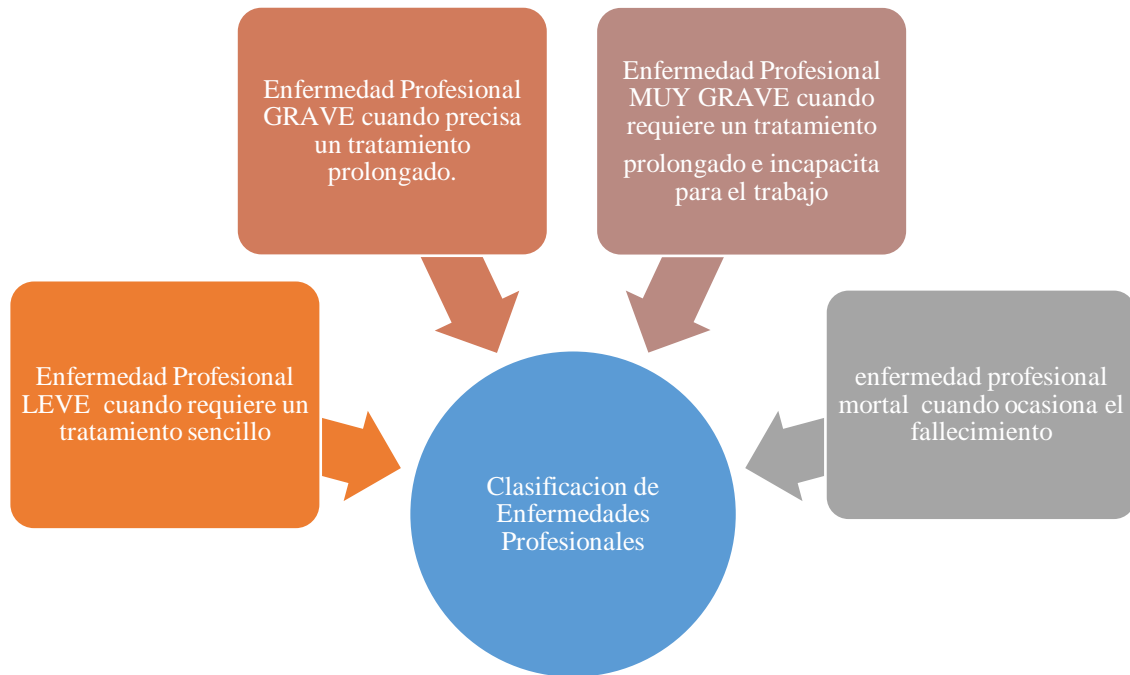 Enfermedad Profesional
GRAVE cuando precisa
un tratamiento
prolongado.
Enfermedad Profesional
MUY GRAVE cuando
requiere un tratamiento
prolongado e incapacita
para el trabajo
Enfermedad Profesional
LEVE cuando requiere un
tratamiento sencillo
enfermedad profesional
mortal cuando ocasiona el
fallecimiento
Clasificacion de
Enfermedades
Profesionales